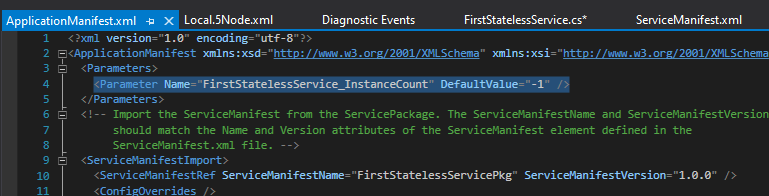 ApplicationManifest.xml Local.5Node.xml Diagnostic Events FirstStatelessService.cs* ServiceManifest.xml
1 <?xml version="1.0" encoding="utf-8"?>
2 <ApplicationManifest xmlns:xsd="http://www.w3.org/2001/XMLSchema" xmlns:xsi="http://www.w3.org/2001/XMLSchema
3 <Parameters>
4 <Parameter Name="FirstStatelessService_InstanceCount" DefaultValue="-1" />
5 </Parameters>
6 <!-- Import the ServiceManifest from the ServicePackage. The ServiceManifestName and ServiceManifestVersion
7 should match the Name and Version attributes of the ServiceManifest element defined in the
8 ServiceManifest.xml file. -->
9 <ServiceManifestImport>
10 <ServiceManifestRef ServiceManifestName="FirstStatelessServicePkg" ServiceManifestVersion="1.0.0" />
11 <ConfigOverrides />